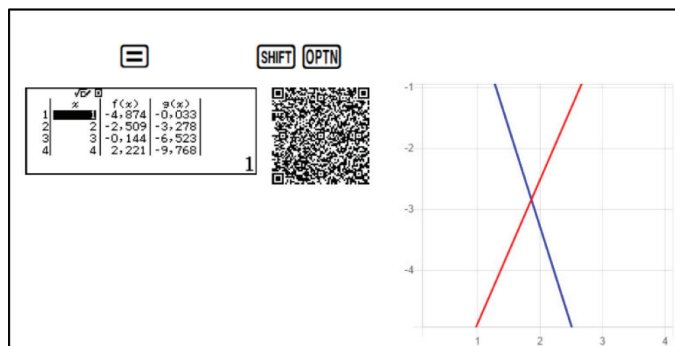 = SHIFT OPTN
√ D
x f(x) g(x)
1 1 -4,874 -0,033
2 2 -2,509 -3,278
3 3 -0,144 -6,523
4 4 2,221 -9,768
1
-1
-2
-3
-4
1 2 3 4